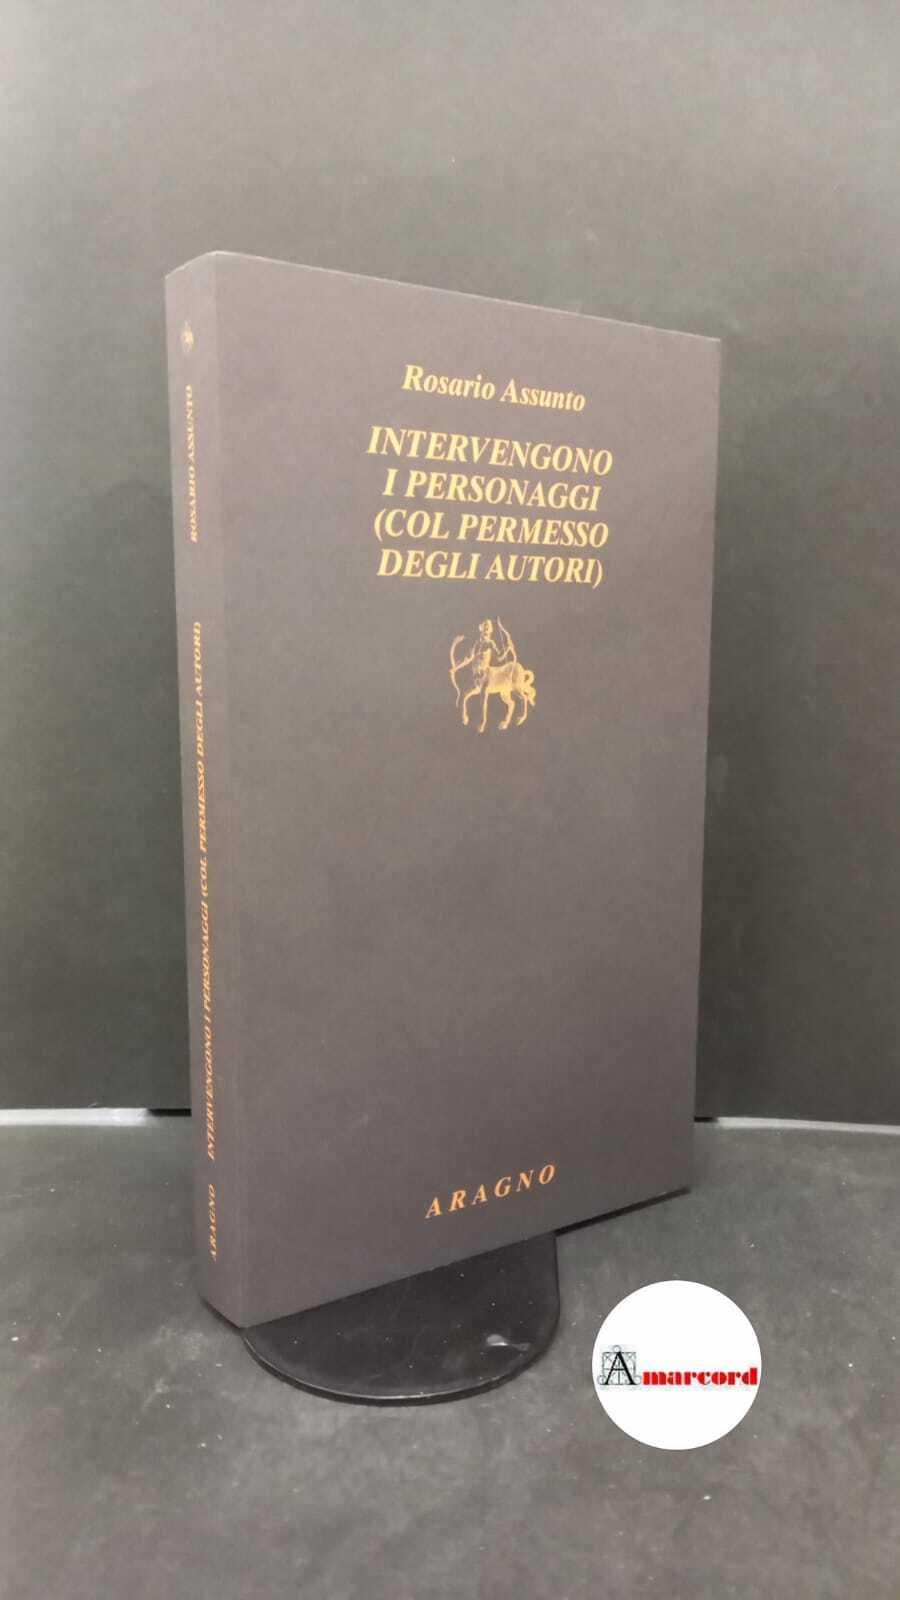 Rosario Assunto
INTERVENGONO
I PERSONAGGI
(COL PERMESSO
DEGLI AUTORI)
ARAGNO
ARAGNO INTERVENGONO I PERSONAGGI (COL PERMESSO DEGLI AUTORI) ROSARIO ASSUNTO
Amarcord